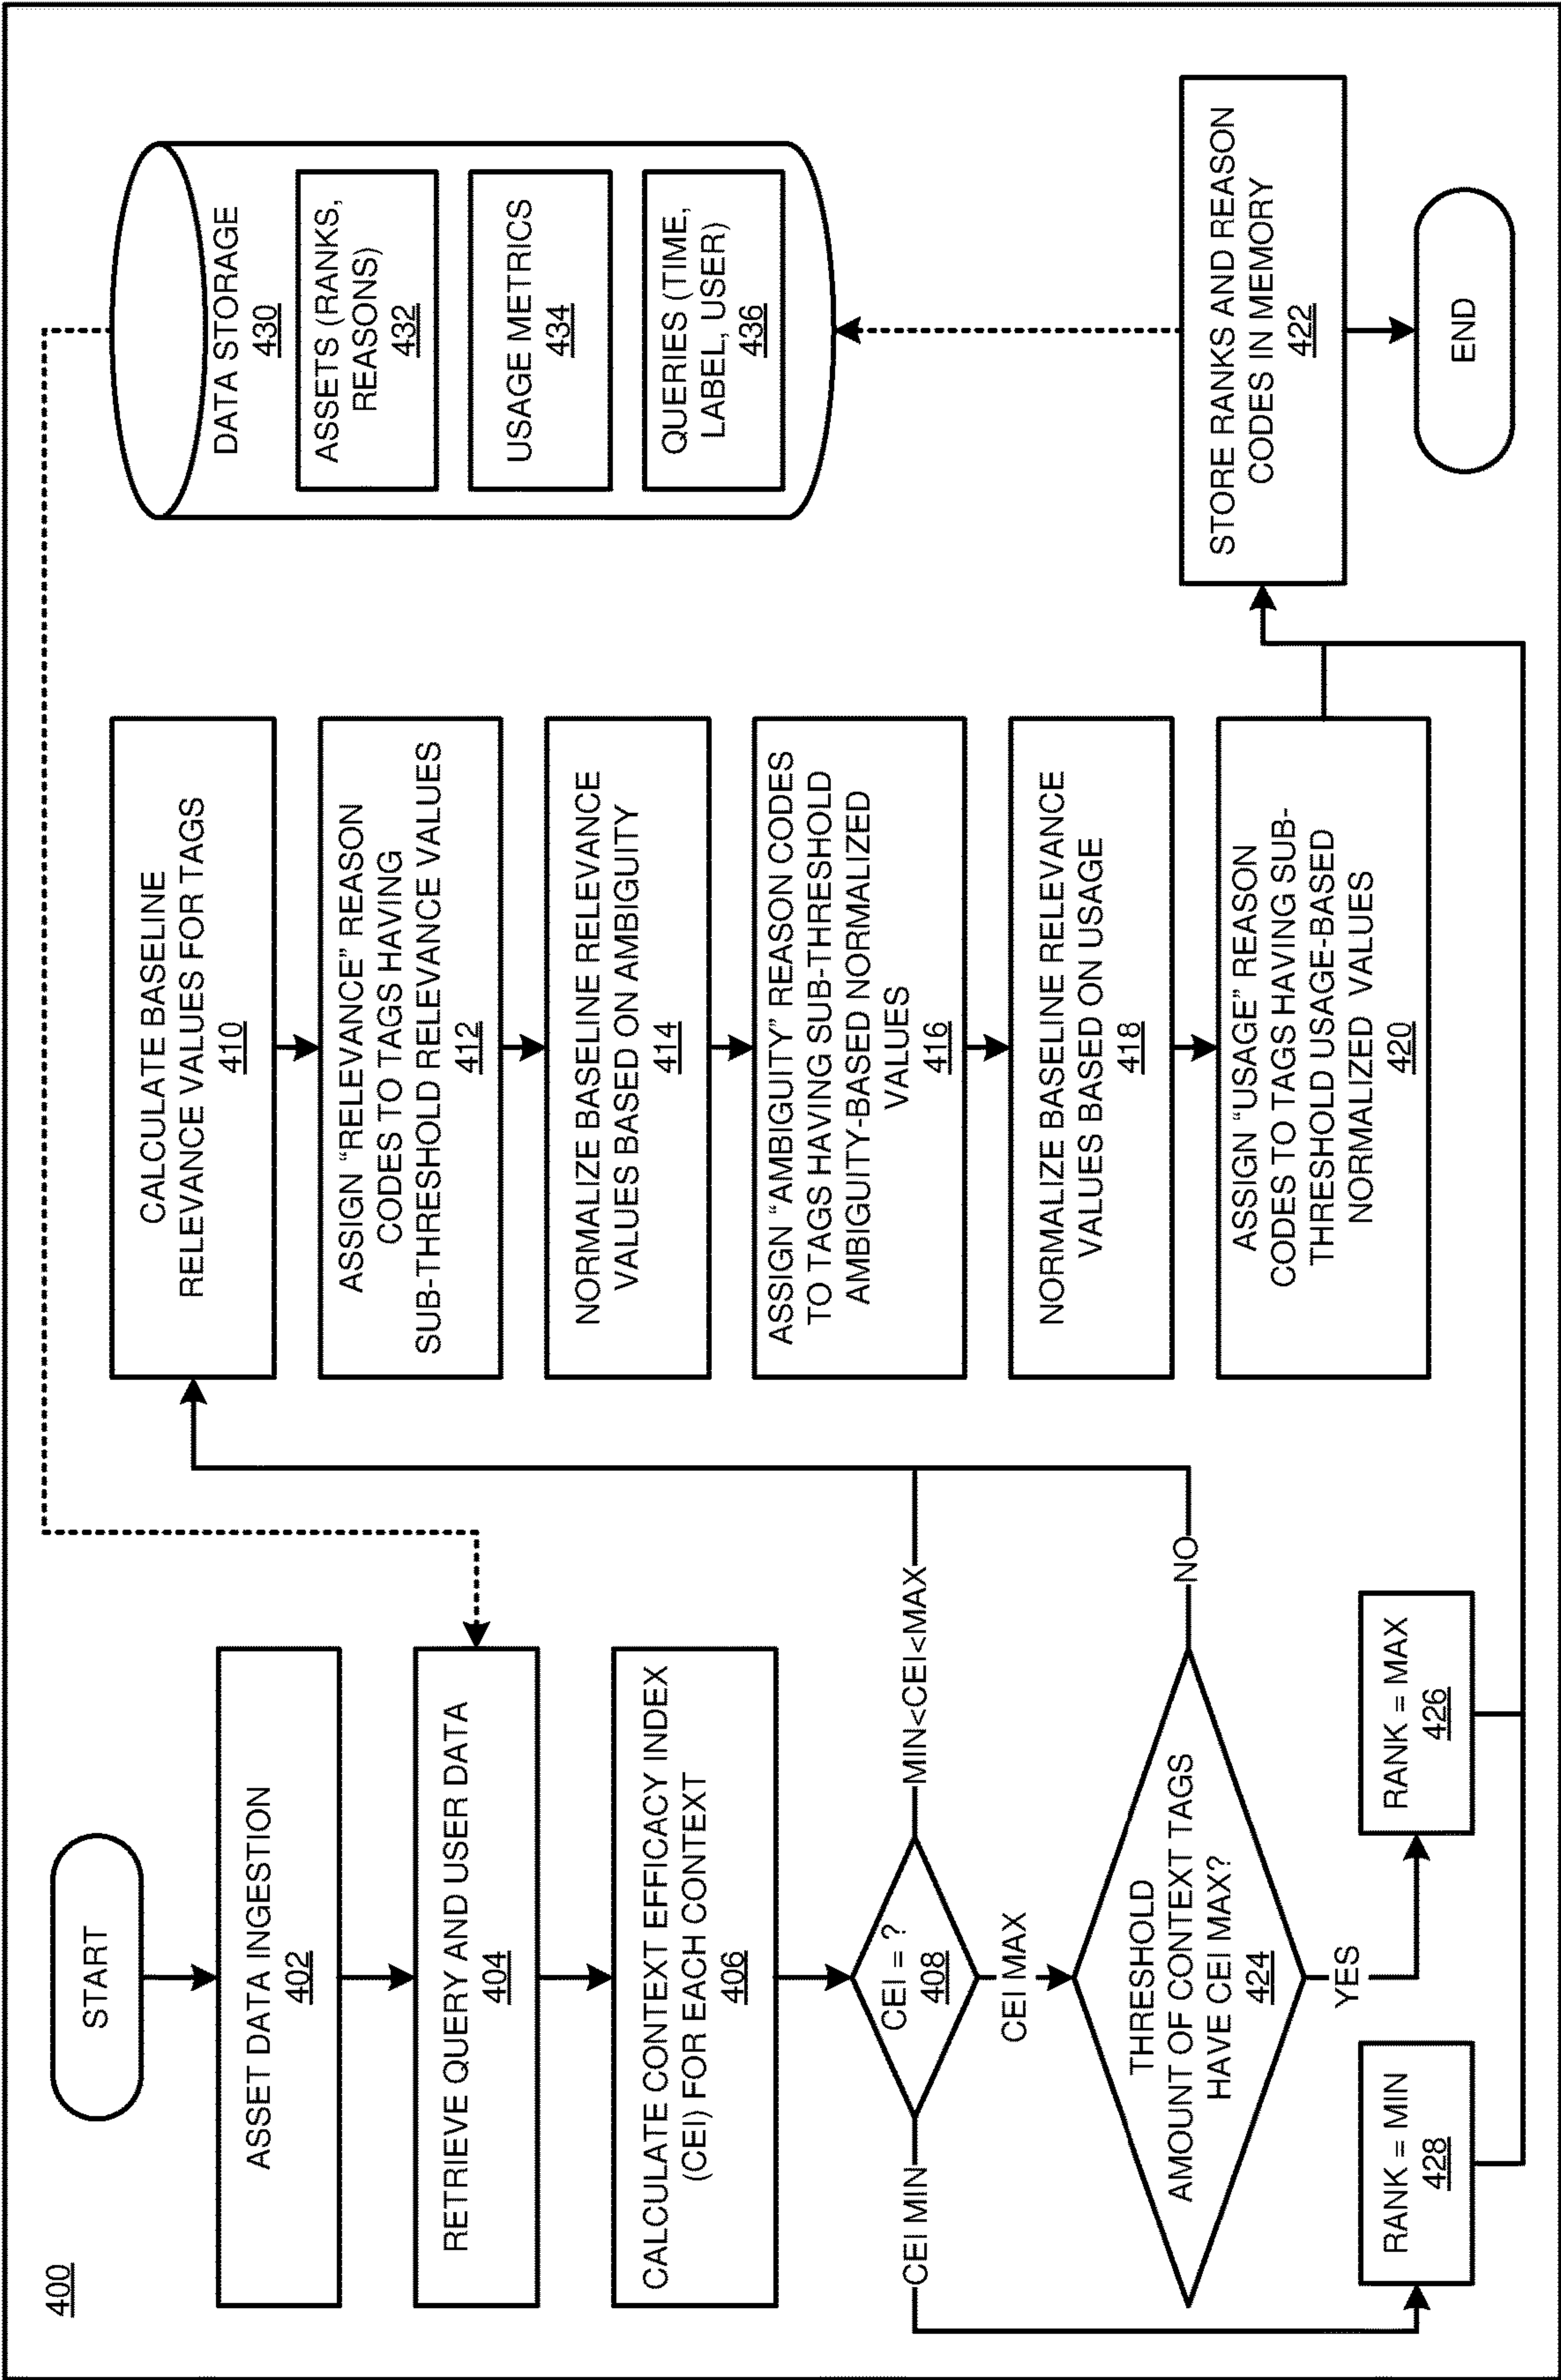 400
START
ASSET DATA INGESTION
402
RETRIEVE QUERY AND USER DATA
404
CALCULATE CONTEXT EFFICACY INDEX
(CEI) FOR EACH CONTEXT
406
CEI = ?
408
CEI MIN
MIN<CEI<MAX
CEI MAX
THRESHOLD
AMOUNT OF CONTEXT TAGS
HAVE CEI MAX?
424
NO
YES
RANK = MIN
428
RANK = MAX
426
CALCULATE BASELINE
RELEVANCE VALUES FOR TAGS
410
ASSIGN “RELEVANCE” REASON
CODES TO TAGS HAVING
SUB-THRESHOLD RELEVANCE VALUES
412
NORMALIZE BASELINE RELEVANCE
VALUES BASED ON AMBIGUITY
414
ASSIGN “AMBIGUITY” REASON CODES
TO TAGS HAVING SUB-THRESHOLD
AMBIGUITY-BASED NORMALIZED
VALUES
416
NORMALIZE BASELINE RELEVANCE
VALUES BASED ON USAGE
418
ASSIGN “USAGE” REASON
CODES TO TAGS HAVING SUB-
THRESHOLD USAGE-BASED
NORMALIZED VALUES
420
DATA STORAGE
430
ASSETS (RANKS,
REASONS)
432
USAGE METRICS
434
QUERIES (TIME,
LABEL, USER)
436
STORE RANKS AND REASON
CODES IN MEMORY
422
END